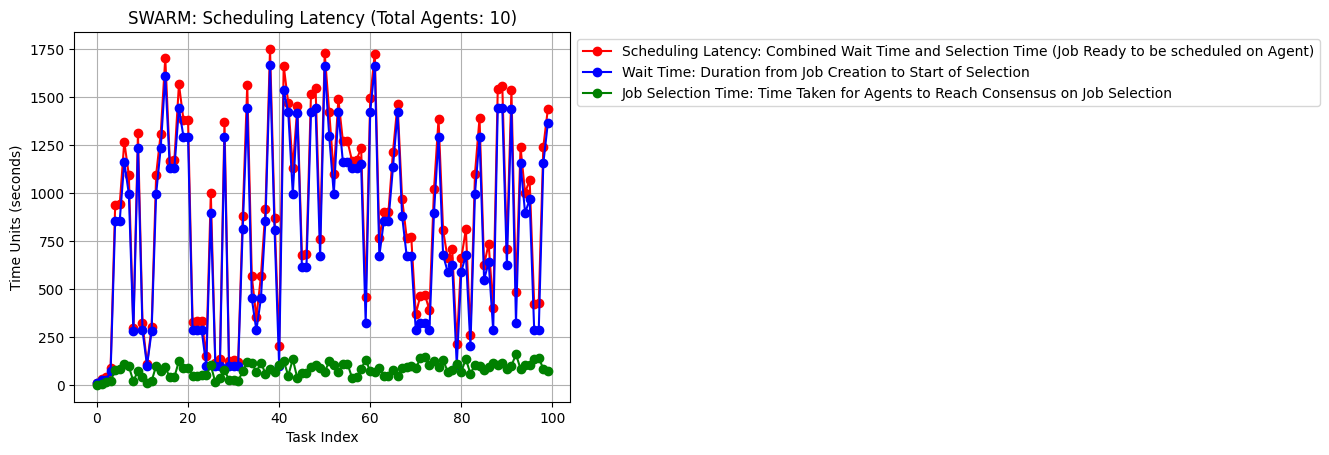 SWARM: Scheduling Latency (Total Agents: 10)
Scheduling Latency: Combined Wait Time and Selection Time (Job Ready to be scheduled on Agent)
Wait Time: Duration from Job Creation to Start of Selection
Job Selection Time: Time Taken for Agents to Reach Consensus on Job Selection
Time Units (seconds)
1750
1500
1250
1000
750
500
250
0
0 20 40 60 80 100
Task Index